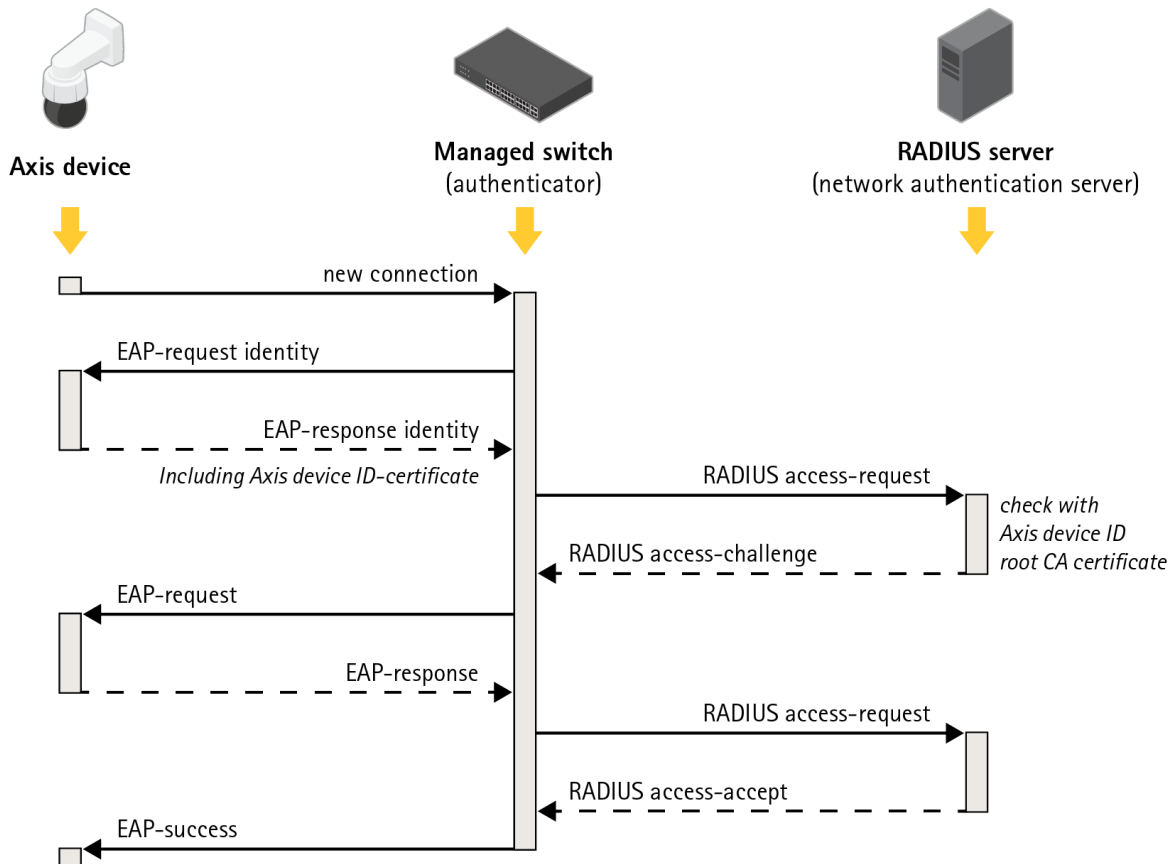 Axis device
Managed switch
(authenticator)
RADIUS server
(network authentication server)
new connection
EAP-request identity
EAP-response identity
Including Axis device ID-certificate
RADIUS access-request
check with
Axis device ID
root CA certificate
RADIUS access-challenge
EAP-request
EAP-response
RADIUS access-request
RADIUS access-accept
EAP-success